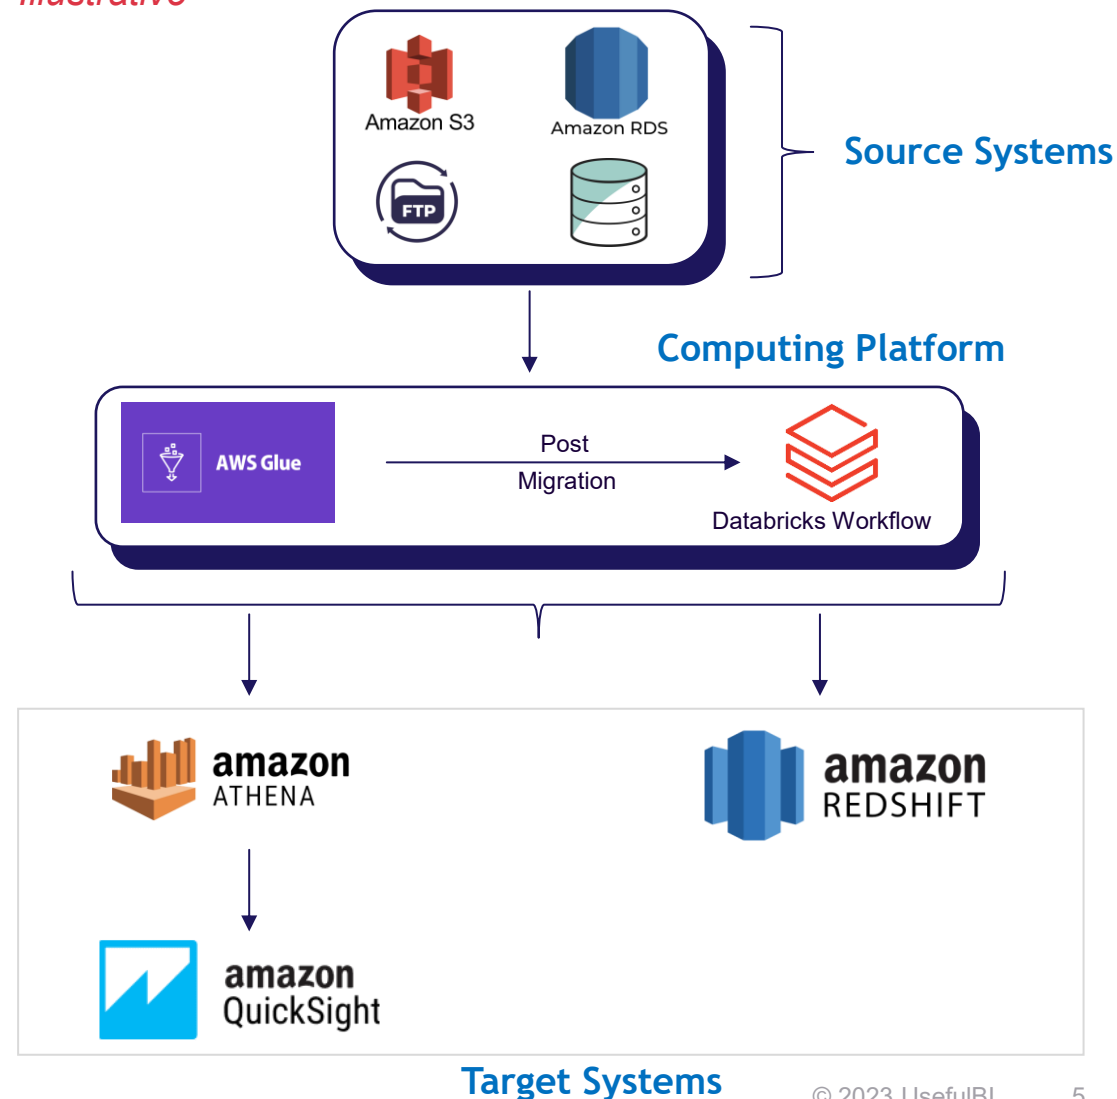 Illustrative
Amazon S3
Amazon RDS
FTP
Source Systems
Computing Platform
AWS Glue
Post
Migration
Databricks Workflow
amazon
ATHENA
amazon
REDSHIFT
amazon
QuickSight
Target Systems
© 2023 UsefulBI
5